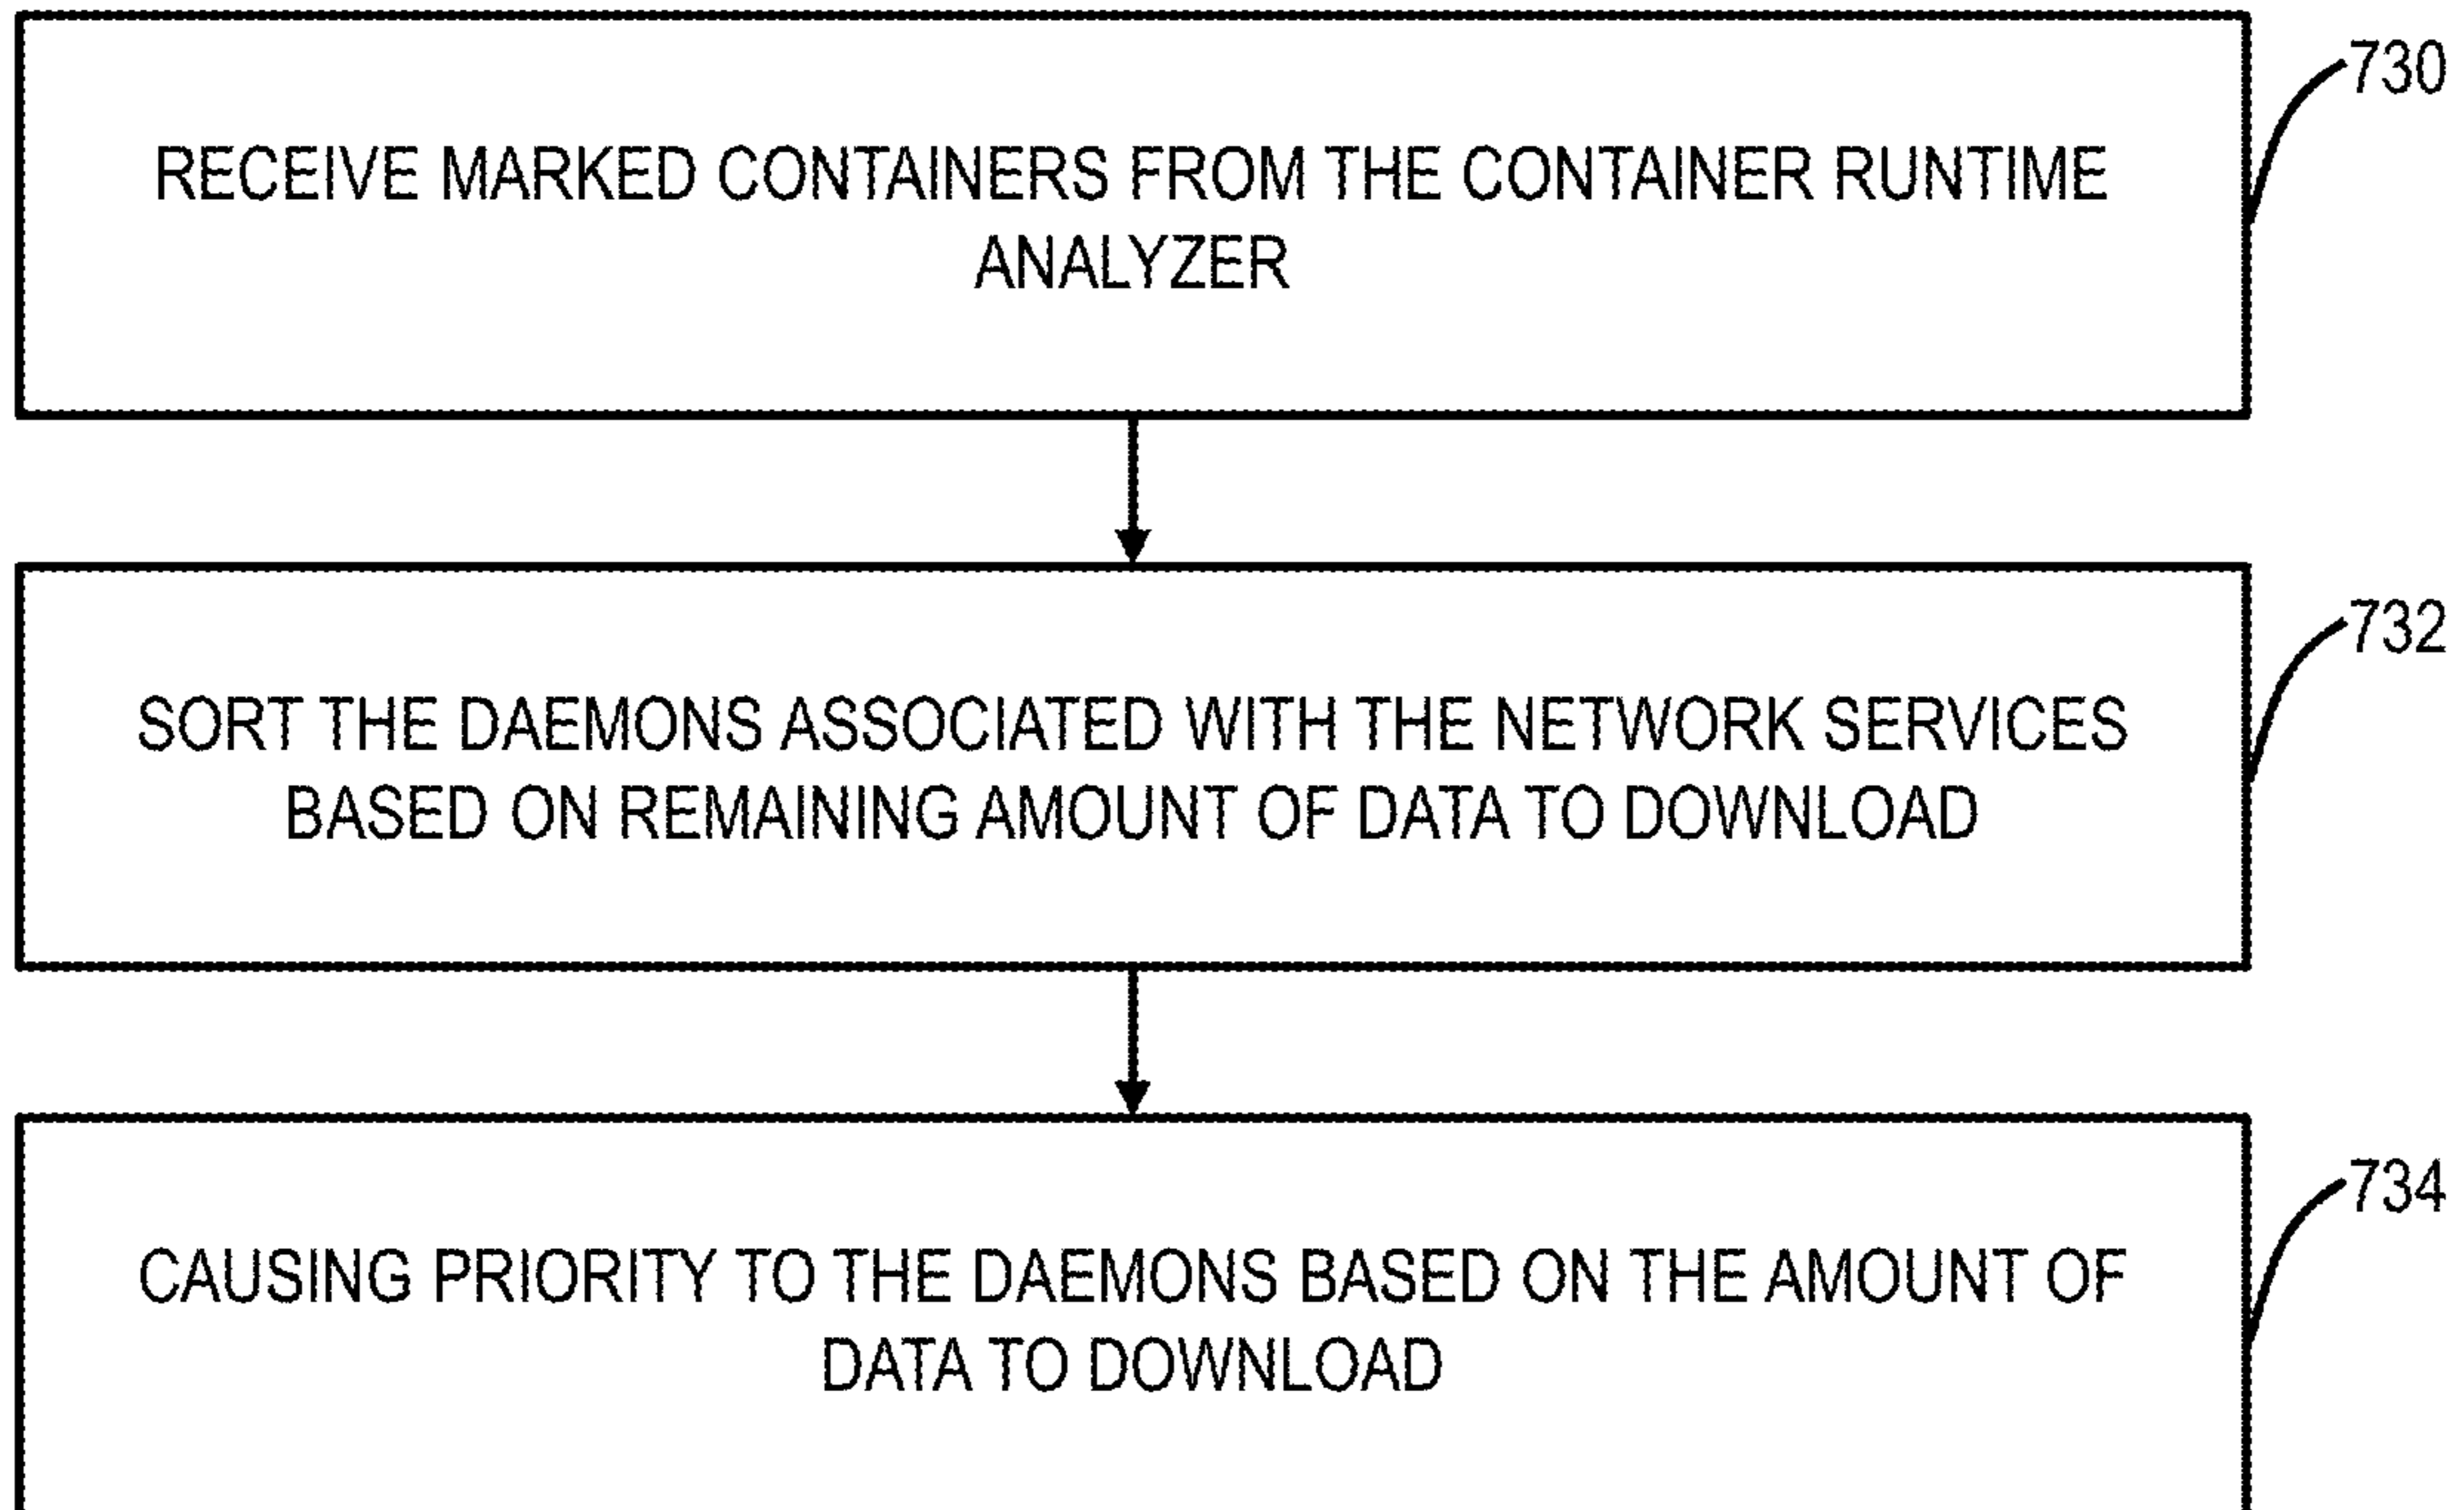 730
RECEIVE MARKED CONTAINERS FROM THE CONTAINER RUNTIME
ANALYZER
732
SORT THE DAEMONS ASSOCIATED WITH THE NETWORK SERVICES
BASED ON REMAINING AMOUNT OF DATA TO DOWNLOAD
734
CAUSING PRIORITY TO THE DAEMONS BASED ON THE AMOUNT OF
DATA TO DOWNLOAD